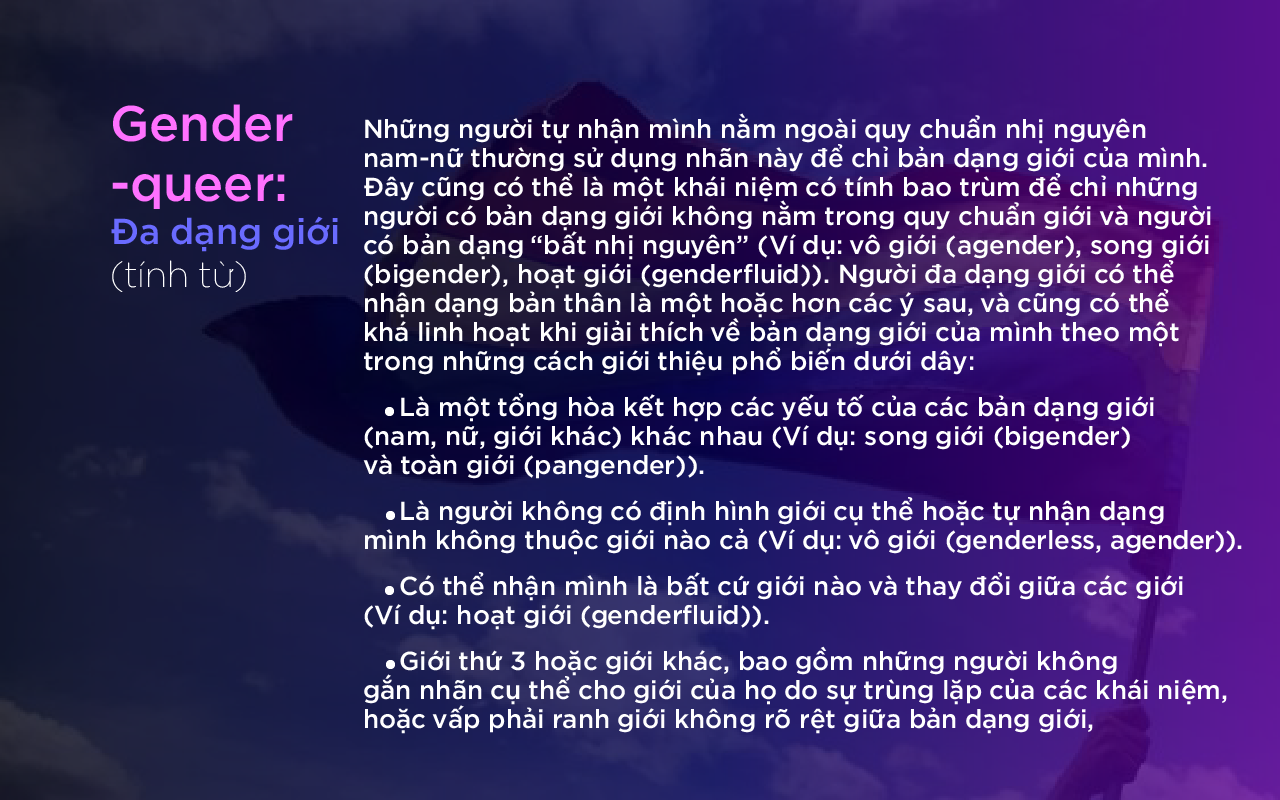 Gender
-queer:
Đa dạng giới
(tính từ)
Những người tự nhận mình nằm ngoài quy chuẩn nhị nguyên
nam-nữ thường sử dụng nhãn này để chỉ bản dạng giới của mình.
Đây cũng có thể là một khái niệm có tính bao trùm để chỉ những
người có bản dạng giới không nằm trong quy chuẩn giới và người
có bản dạng “bất nhị nguyên” (Ví dụ: vô giới (agender), song giới
(bigender), hoạt giới (genderfluid)). Người đa dạng giới có thể
nhận dạng bản thân là một hoặc hơn các ý sau, và cũng có thể
khá linh hoạt khi giải thích về bản dạng giới của mình theo một
trong những cách giới thiệu phổ biến dưới dây:
•Là một tổng hòa kết hợp các yếu tố của các bản dạng giới
(nam, nữ, giới khác) khác nhau (Ví dụ: song giới (bigender)
và toàn giới (pangender)).
•Là người không có định hình giới cụ thể hoặc tự nhận dạng
mình không thuộc giới nào cả (Ví dụ: vô giới (genderless, agender)).
•Có thể nhận mình là bất cứ giới nào và thay đổi giữa các giới
(Ví dụ: hoạt giới (genderfluid)).
•Giới thứ 3 hoặc giới khác, bao gồm những người không
gắn nhãn cụ thể cho giới của họ do sự trùng lặp của các khái niệm,
hoặc vấp phải ranh giới không rõ rệt giữa bản dạng giới,